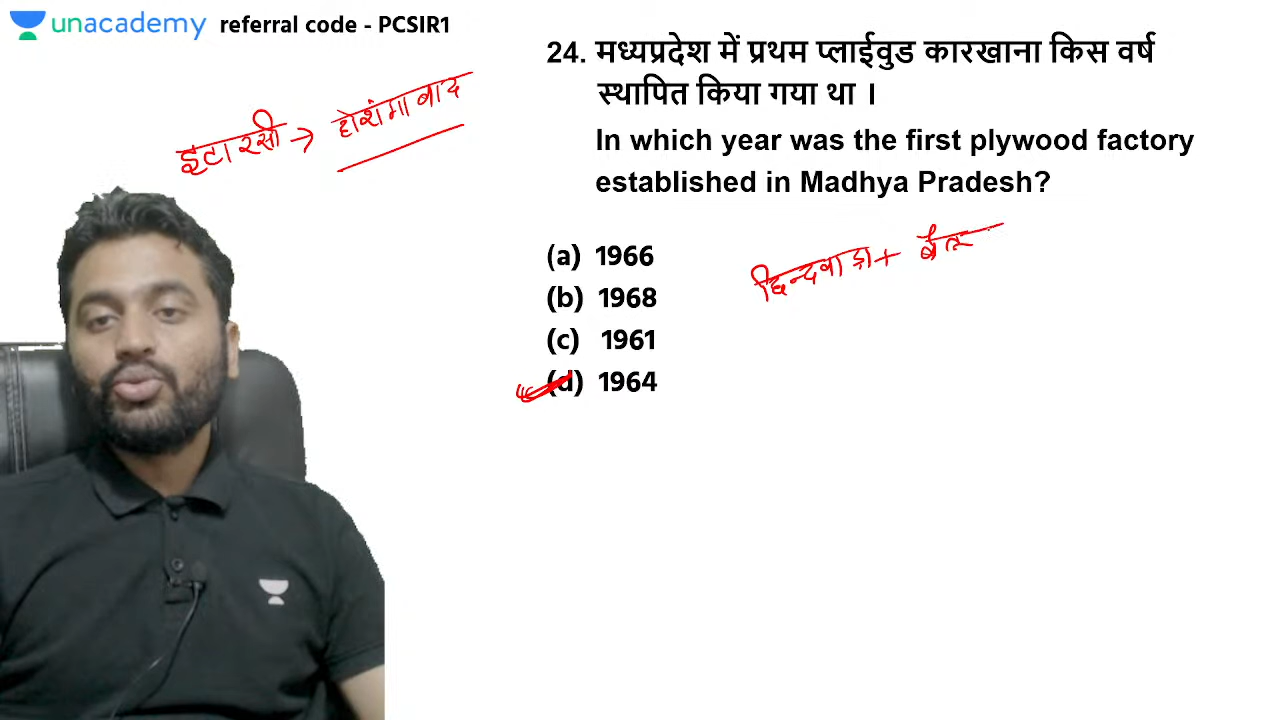 unacademy referral code - PCSIR1
इटारसी → होशंगाबाद
24. मध्यप्रदेश में प्रथम प्लाईवुड कारखाना किस वर्ष
स्थापित किया गया था ।
In which year was the first plywood factory
established in Madhya Pradesh?
(a) 1966
(b) 1968
(c) 1961
(d) 1964
छिन्दवाड़ा +